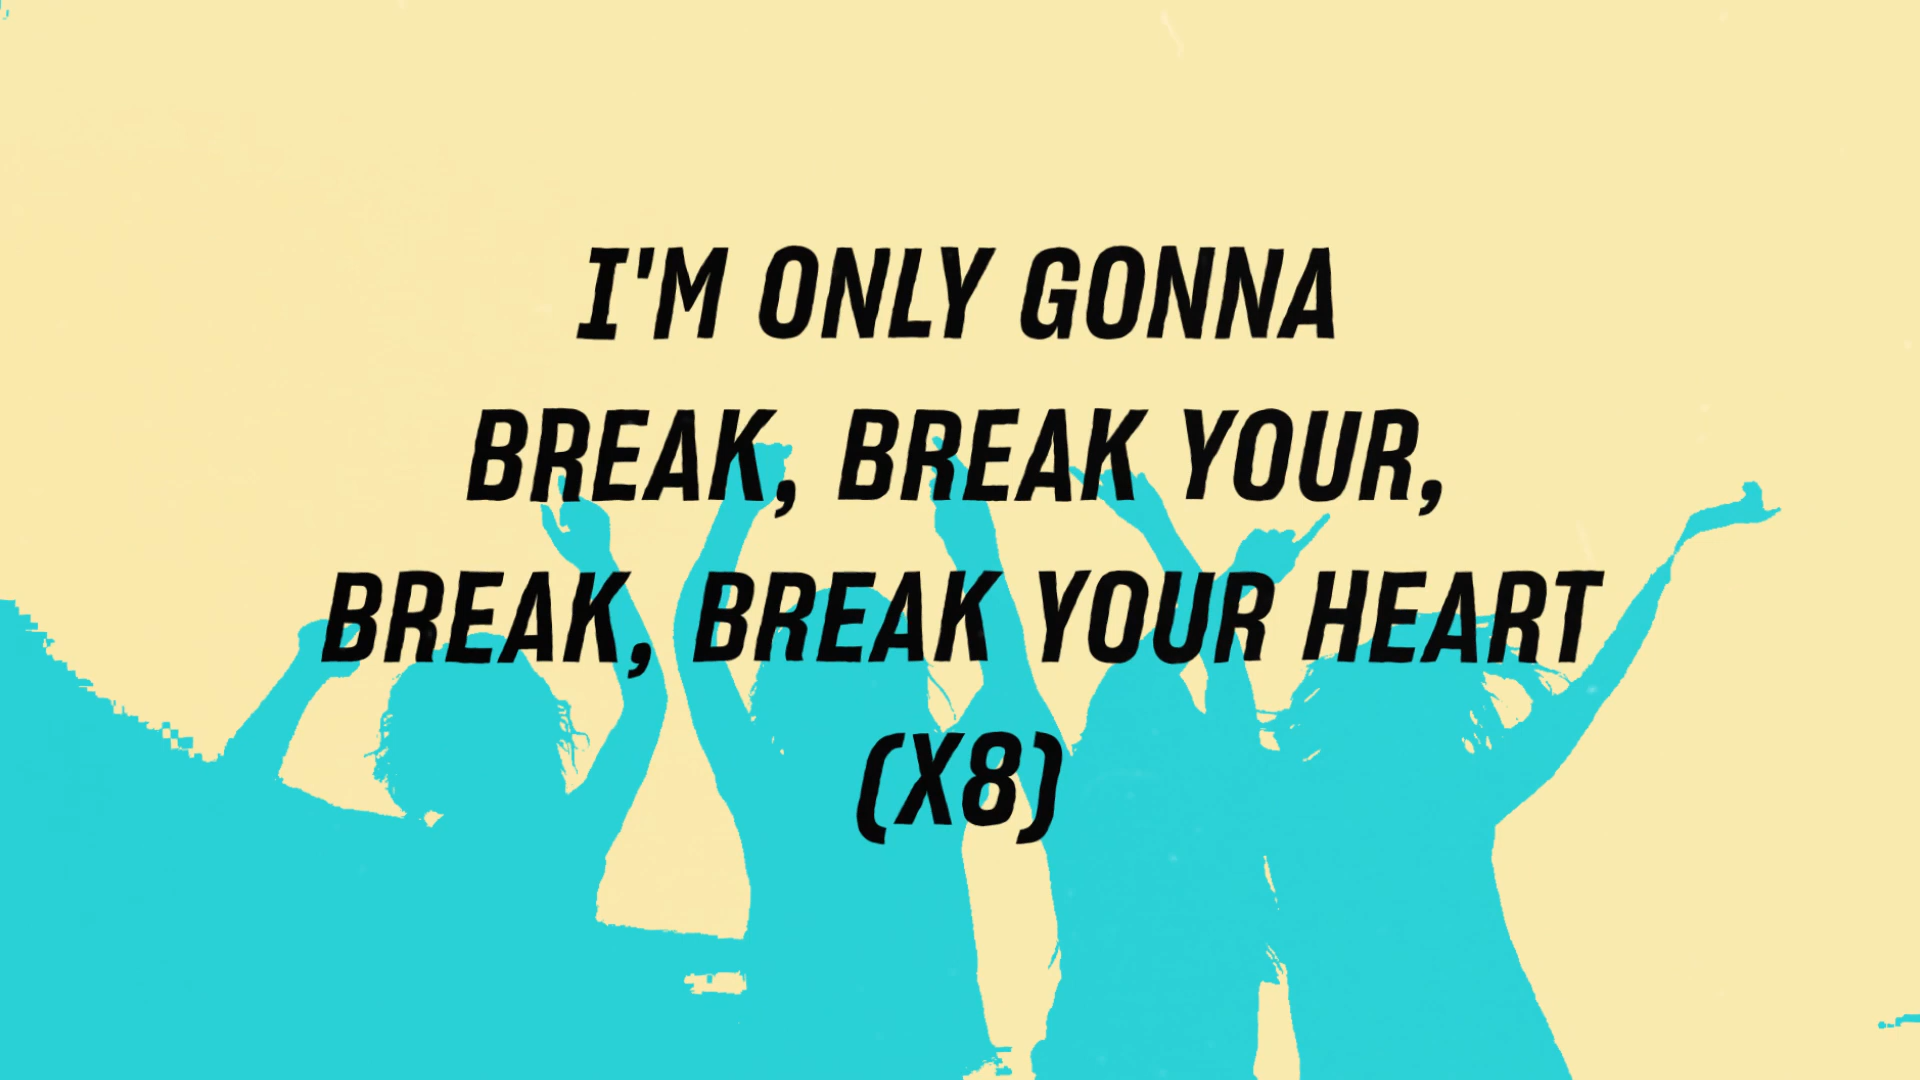 I'M ONLY GONNA
BREAK, BREAK YOUR,
BREAK, BREAK YOUR HEART
(X8)